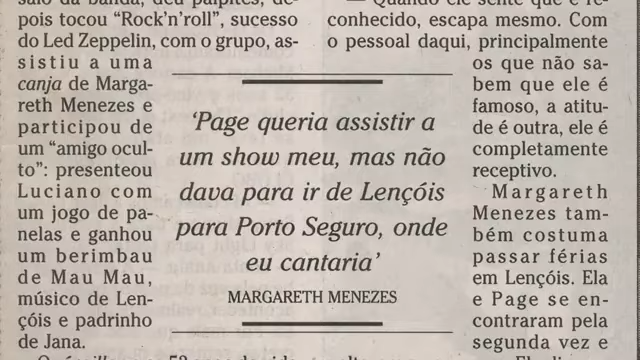 saio da banda, deu palpites, de-
pois tocou “Rock’n’roll”, sucesso
do Led Zeppelin, com o grupo, as-
sistiu a uma
canja de Marga-
reth Menezes e
participou de
um “amigo ocul-
to”: presenteou
Luciano com
um jogo de pa-
nelas e ganhou
um berimbau
de Mau Mau,
músico de Len-
çóis e padrinho
de Jana.
‘Page queria assistir a
um show meu, mas não
dava para ir de Lençóis
para Porto Seguro, onde
eu cantaria’
MARGARETH MENEZES
— Quando ele sente que é re-
conhecido, escapa mesmo. Com
o pessoal daqui, principalmente
os que não sa-
bem que ele é
famoso, a atitu-
de é outra, ele é
completamente
receptivo.
Margareth
Menezes tam-
bém costuma
passar férias
em Lençóis. Ela
e Page se en-
contraram pela
segunda vez e